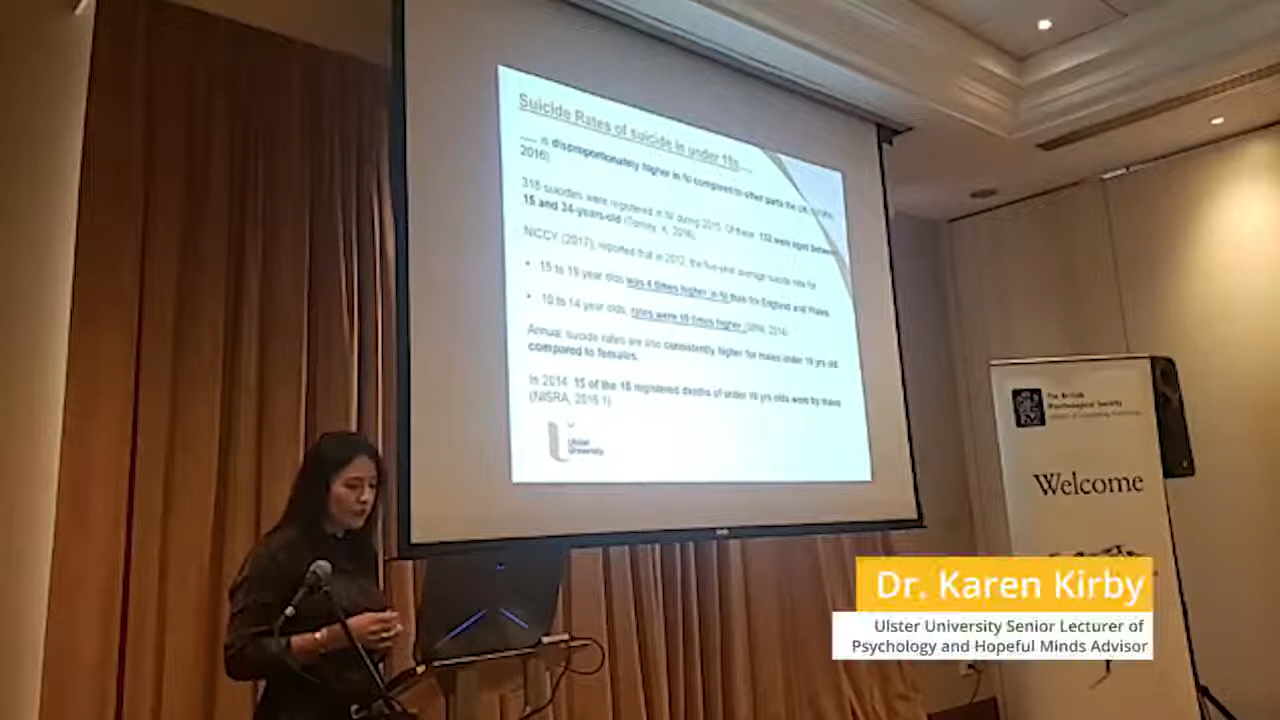 Suicide Rates of suicide in under 19s....
..... is disproportionately higher in NI compared to other parts the UK
2016)
318 suicides were registered in NI during 2015. Of these 132 were aged between
15 and 34-years-old 2016).
NICCY (2017), reported that in 2012, the five-year average suicide rate for
• 15 to 19 year olds was 4 times higher in NI than for England and Wales.
• 10 to 14 year olds, rates were 10 times higher 2014)
Annual suicide rates are also consistently higher for males under 19 yrs old
compared to females.
In 2014, 15 of the 18 registered deaths of under 19 yrs olds were by males
(NISRA, 2016 1)
Ulster
University
The British
Psychological Society
Welcome
Dr. Karen Kirby
Ulster University Senior Lecturer of
Psychology and Hopeful Minds Advisor